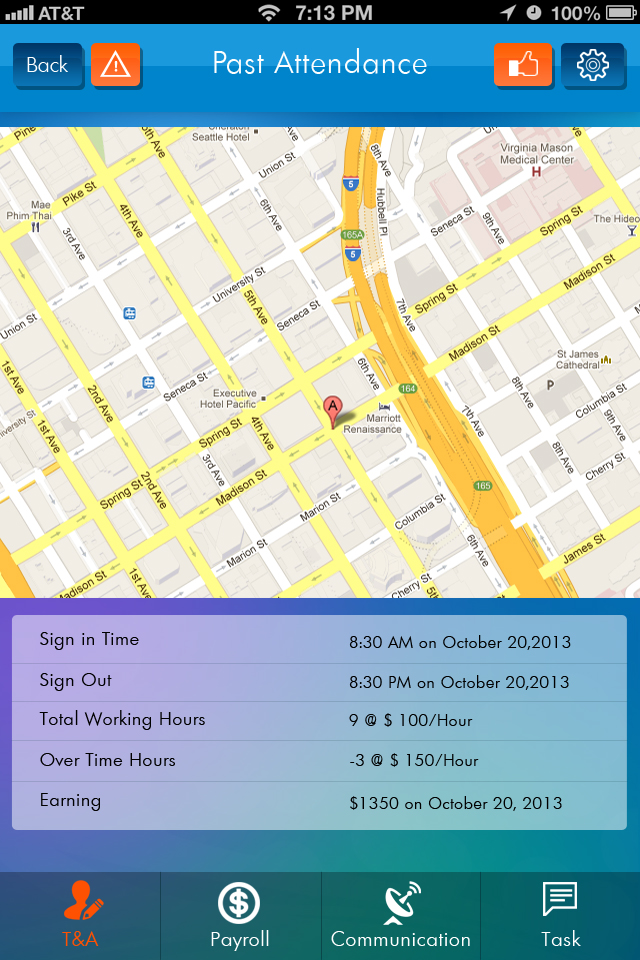 AT&T 7:13 PM 100%
Back Past Attendance
Pine
Sheraton
Seattle Hotel
Union St
8th Ave
Virginia Mason
Medical Center
H
Mae
Phim Thai
Pike St
4th Ave
6th Ave
5
Hubbell Pl
Seneca St
9th Ave
Spring St
The Hideo
3rd Ave
165A
5
Madison St
University St
5th Ave
Seneca St
7th Ave
Spring St
Union St
Madison St
1st Ave
2nd Ave
Seneca St
Executive
Hotel Pacific
6th Ave
164
8th Ave
St James
Cathedral
P
Columbia St
A
Marriott
Renaissance
7th Ave
1st Ave
Spring St
4th Ave
3rd Ave
8th Ave
Cherry St
2nd Ave
Spring St
Madison St
Marion St
165
Columbia St
6th Ave
Marion St
James St
Madison St
1st Ave
Cherry St
5th
Sign in Time 8:30 AM on October 20,2013
Sign Out 8:30 PM on October 20,2013
Total Working Hours 9 @ $ 100/Hour
Over Time Hours -3 @ $ 150/Hour
Earning $1350 on October 20, 2013
T&A Payroll Communication Task